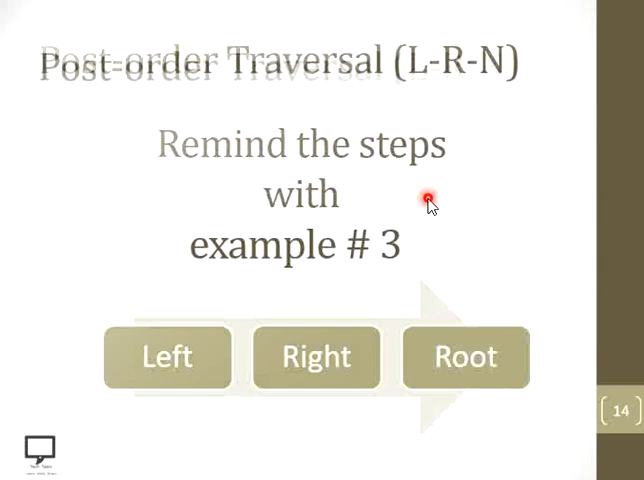 Post-order Traversal (L-R-N)
Remind the steps
with
example # 3
Left
Right
Root
14